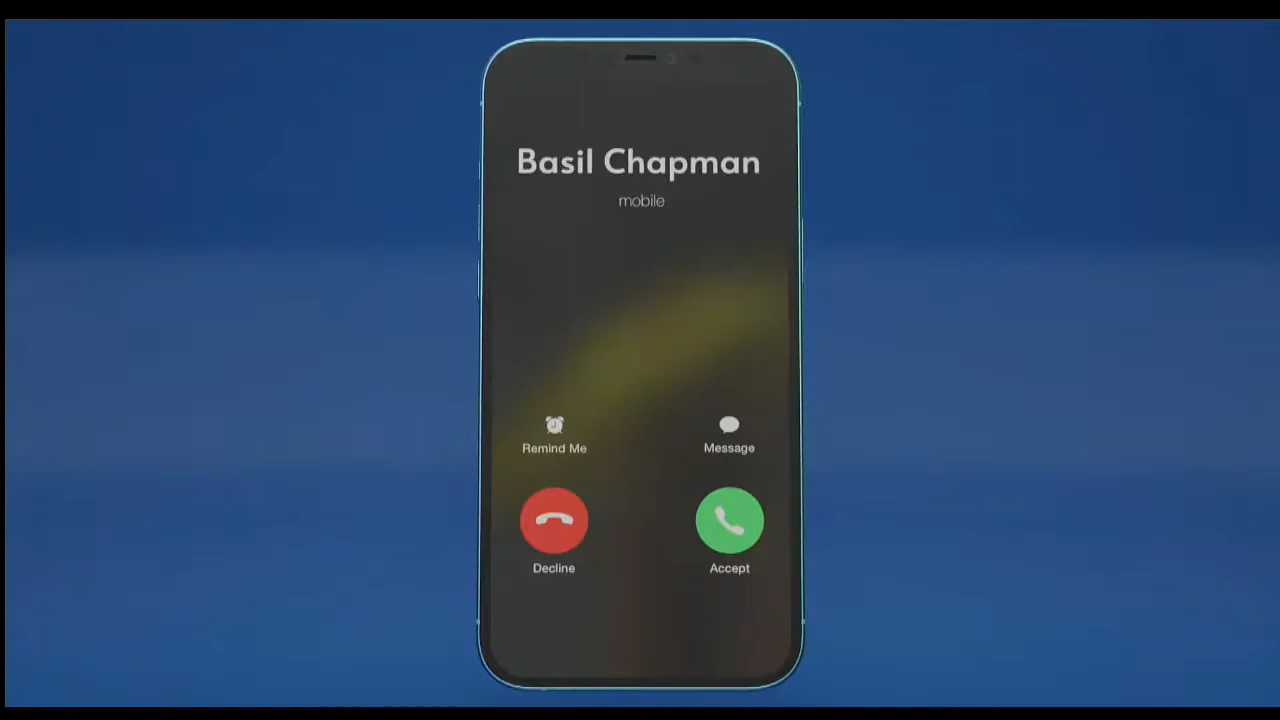 Basil Chapman
mobile
Remind Me
Message
Decline
Accept